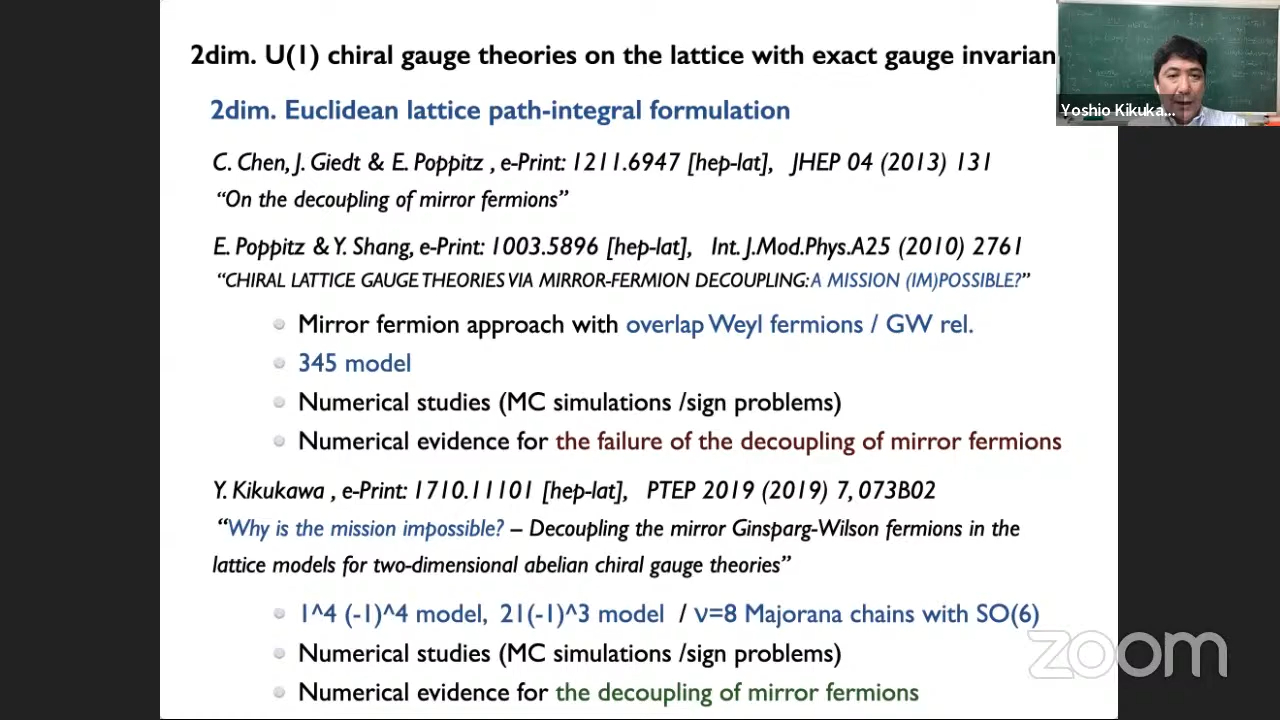 2dim. U(1) chiral gauge theories on the lattice with exact gauge invarian
Yoshio Kikuka...
2dim. Euclidean lattice path-integral formulation
C. Chen, J. Giedt & E. Poppitz , e-Print: 1211.6947 [hep-lat], JHEP 04 (2013) 131
“On the decoupling of mirror fermions”
E. Poppitz & Y. Shang, e-Print: 1003.5896 [hep-lat], Int. J.Mod.Phys.A25 (2010) 2761
“CHIRAL LATTICE GAUGE THEORIES VIA MIRROR-FERMION DECOUPLING: A MISSION (IM)POSSIBLE?”
Mirror fermion approach with overlap Weyl fermions / GW rel.
345 model
Numerical studies (MC simulations /sign problems)
Numerical evidence for the failure of the decoupling of mirror fermions
Y. Kikukawa , e-Print: 1710.11101 [hep-lat], PTEP 2019 (2019) 7, 073B02
“Why is the mission impossible? – Decoupling the mirror Ginsparg-Wilson fermions in the
lattice models for two-dimensional abelian chiral gauge theories”
1^4 (-1)^4 model, 21(-1)^3 model / ν=8 Majorana chains with SO(6)
Numerical studies (MC simulations /sign problems)
Numerical evidence for the decoupling of mirror fermions
zoom